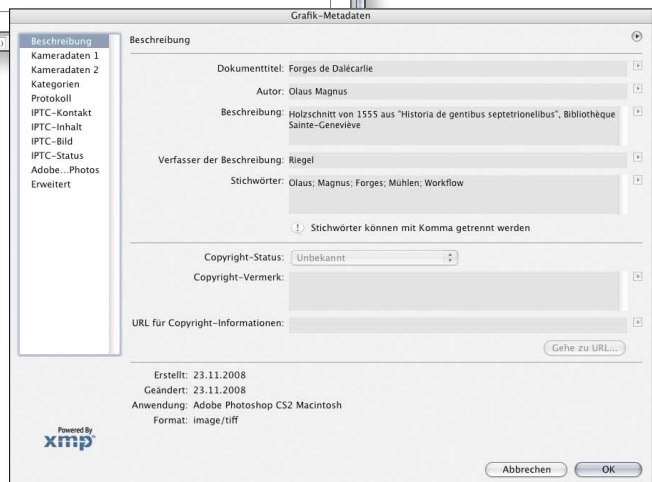 Grafik-Metadaten
Beschreibung
Kameradaten 1
Kameradaten 2
Kategorien
Protokoll
IPTC-Kontakt
IPTC-Inhalt
IPTC-Bild
IPTC-Status
Adobe...Photos
Erweitert
Beschreibung
Dokumenttitel: Forges de Dalécarlie
Autor: Olaus Magnus
Beschreibung: Holzschnitt von 1555 aus "Historia de gentibus septetrionelibus", Bibliothèque
Sainte-Geneviève
Verfasser der Beschreibung: Riegel
Stichwörter: Olaus; Magnus; Forges; Mühlen; Workflow
! Stichwörter können mit Komma getrennt werden
Copyright-Status: Unbekannt
Copyright-Vermerk:
URL für Copyright-Informationen:
Gehe zu URL...
Erstellt: 23.11.2008
Geändert: 23.11.2008
Anwendung: Adobe Photoshop CS2 Macintosh
Format: image/tiff
Powered By
xmp
Abbrechen
OK